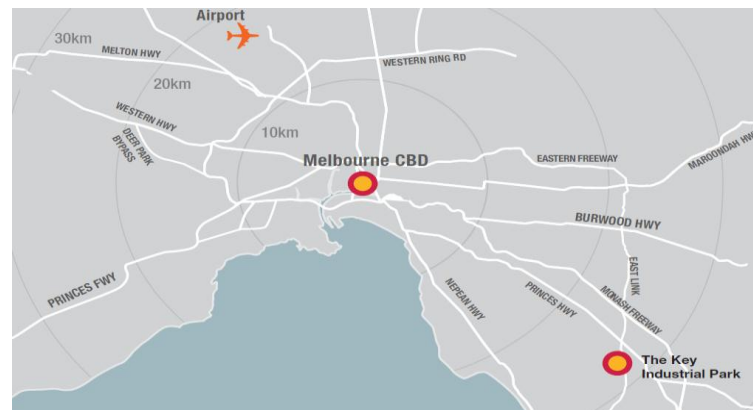 Airport
30km
MELTON HWY
WESTERN RING RD
20km
WESTERN HWY
DEER PARK
BYPASS
10km
Melbourne CBD
EASTERN FREEWAY
MAROONDAH HW
BURWOOD HWY
EAST LINK
PRINCES FWY
NEPEAN HWY
PRINCES HWY
MONASH FREEWAY
The Key
Industrial Park